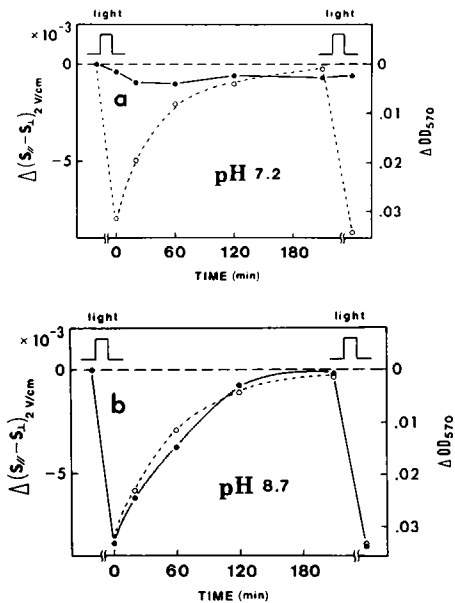 light light
× 10⁻³
0 0
a
.01
Δ(S∥−S⊥)2 V/cm
ΔOD570
−5
.02
pH 7.2
.03
0 60 120 180
TIME (min)
light light
× 10⁻³
0 0
b
.01
Δ(S∥−S⊥)2 V/cm
ΔOD570
−5
.02
pH 8.7
.03
0 60 120 180
TIME (min)